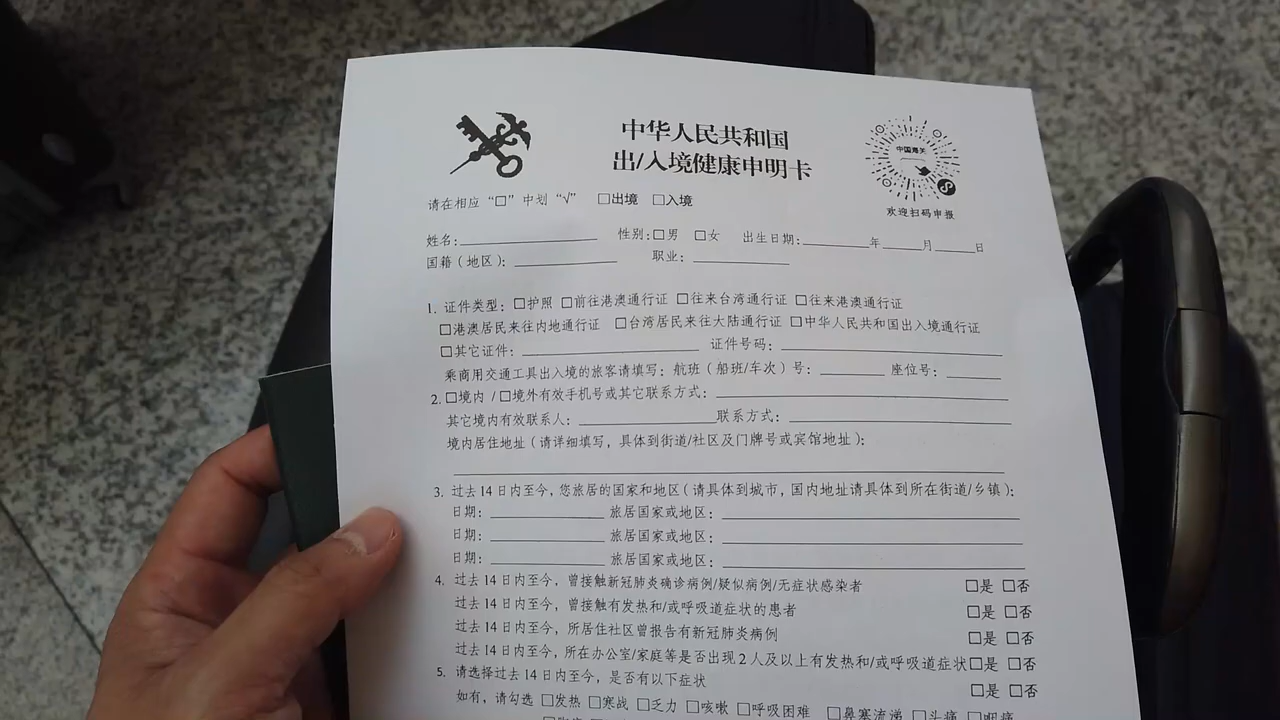 中华人民共和国
出/入境健康申明卡
中国海关
欢迎扫码申报
请在相应“□”中划“√” □出境 □入境
姓名: 性别:□男 □女 出生日期: 年 月 日
国籍(地区): 职业:
1. 证件类型: □护照 □前往港澳通行证 □往来台湾通行证 □往来港澳通行证
□港澳居民来往内地通行证 □台湾居民来往大陆通行证 □中华人民共和国出入境通行证
□其它证件: 证件号码:
乘商用交通工具出入境的旅客请填写: 航班(船班/车次)号: 座位号:
2. □境内 /□境外有效手机号或其它联系方式:
其它境内有效联系人: 联系方式:
境内居住地址(请详细填写，具体到街道/社区及门牌号或宾馆地址):
3. 过去14日内至今，您旅居的国家和地区(请具体到城市，国内地址请具体到所在街道/乡镇):
日期: 旅居国家或地区:
日期: 旅居国家或地区:
日期: 旅居国家或地区:
4. 过去14日内至今，曾接触新冠肺炎确诊病例/疑似病例/无症状感染者 □是 □否
过去14日内至今，曾接触有发热和/或呼吸道症状的患者 □是 □否
过去14日内至今，所居住社区曾报告有新冠肺炎病例 □是 □否
过去14日内至今，所在办公室/家庭等是否出现2人及以上有发热和/或呼吸道症状□是 □否
5. 请选择过去14日内至今，是否有以下症状 □是 □否
如有，请勾选 □发热 □寒战 □乏力 □咳嗽 □呼吸困难 □鼻塞流涕 □头痛 □咽痛